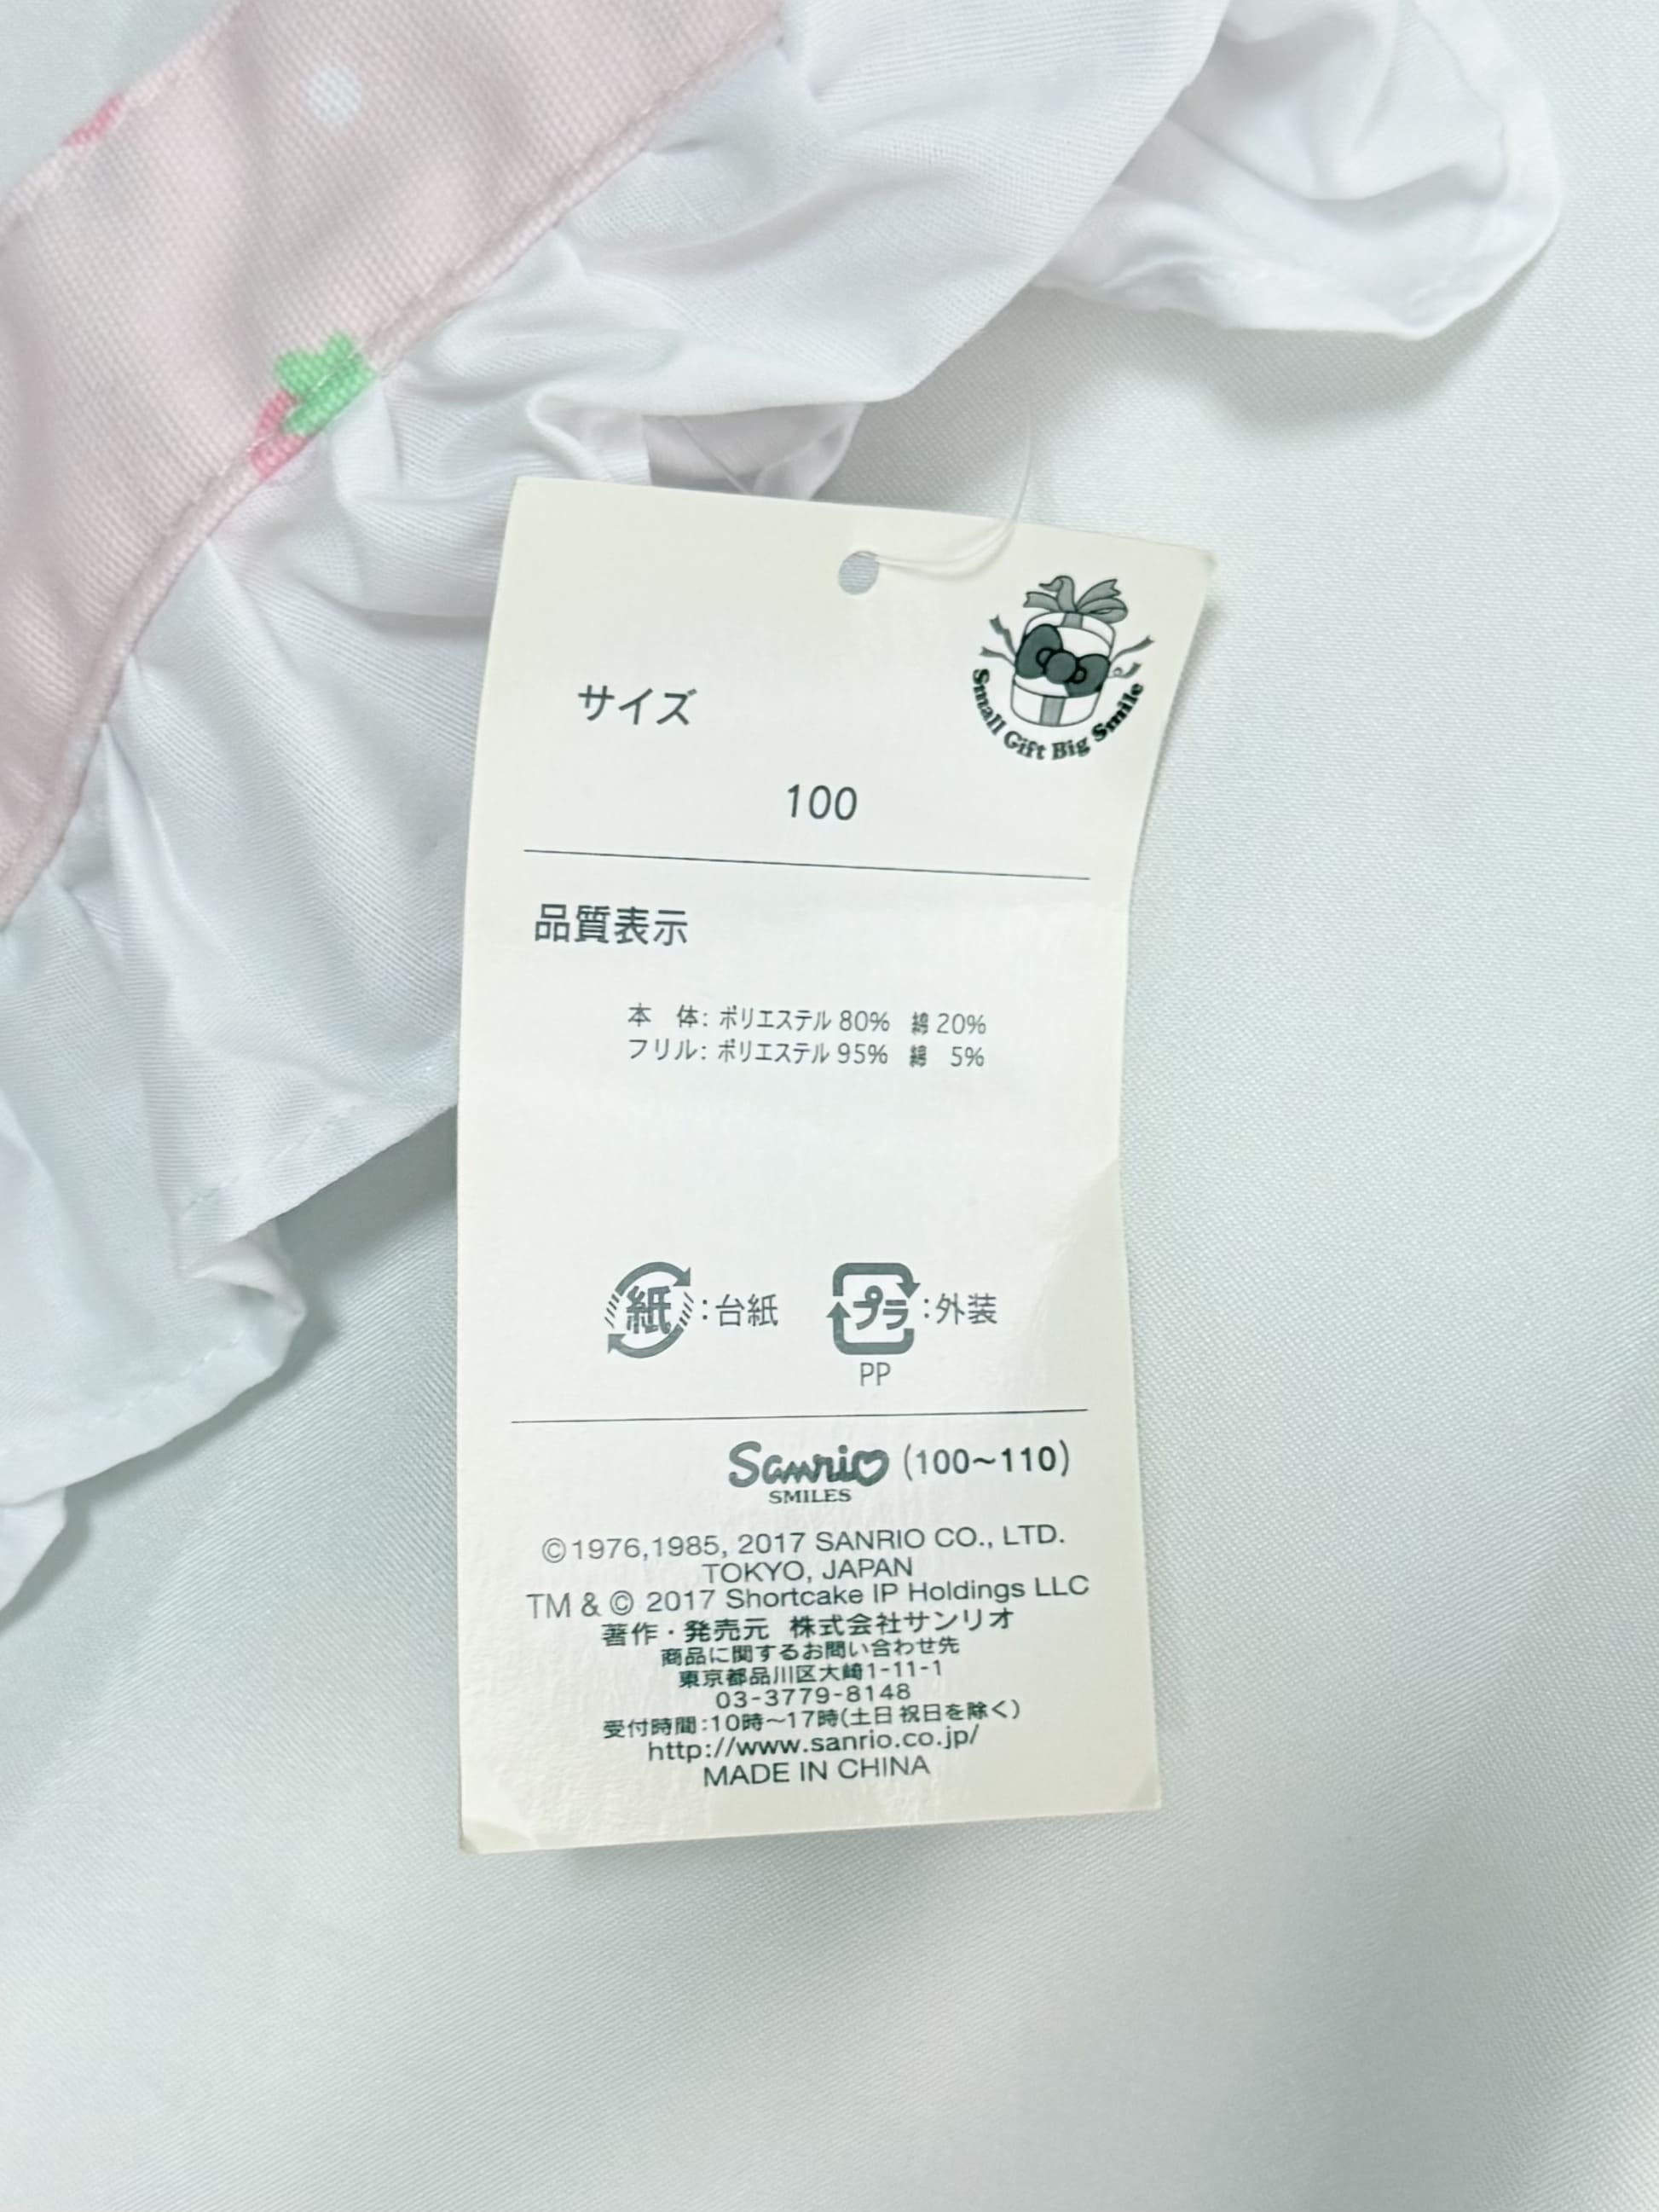 Small Gift Big Smile
サイズ
100
品質表示
本　体: ポリエステル 80%　綿 20%
フリル: ポリエステル 95%　綿　5%
紙 :台紙　プラ :外装
PP
Sanrio (100~110)
SMILES
©1976,1985, 2017 SANRIO CO., LTD.
TOKYO, JAPAN
TM & © 2017 Shortcake IP Holdings LLC
著作・発売元 株式会社サンリオ
商品に関するお問い合わせ先
東京都品川区大崎1-11-1
03-3779-8148
受付時間:10時～17時(土日祝日を除く)
http://www.sanrio.co.jp/
MADE IN CHINA